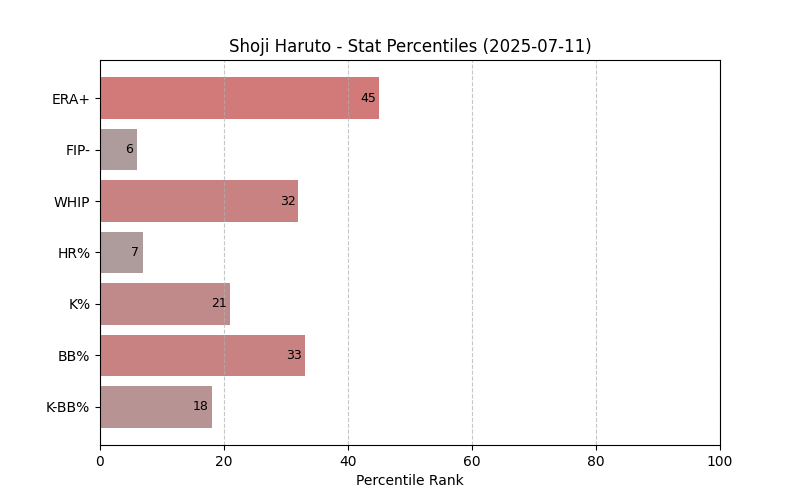 Shoji Haruto - Stat Percentiles (2025-07-11)
ERA+ 45
FIP- 6
WHIP 32
HR% 7
K% 21
BB% 33
K-BB% 18
0 20 40 60 80 100
Percentile Rank